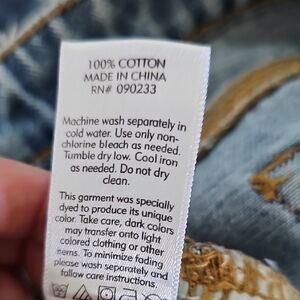 100% COTTON
MADE IN CHINA
RN# 090233
Machine wash separately in
cold water. Use only non-
chlorine bleach as needed.
Tumble dry low. Cool iron
as needed. Do not dry
clean.
This garment was specially
dyed to produce its unique
color. Take care, dark colors
may transfer onto light
colored clothing or other
items. To minimize fading
please wash separately and
follow care instructions.